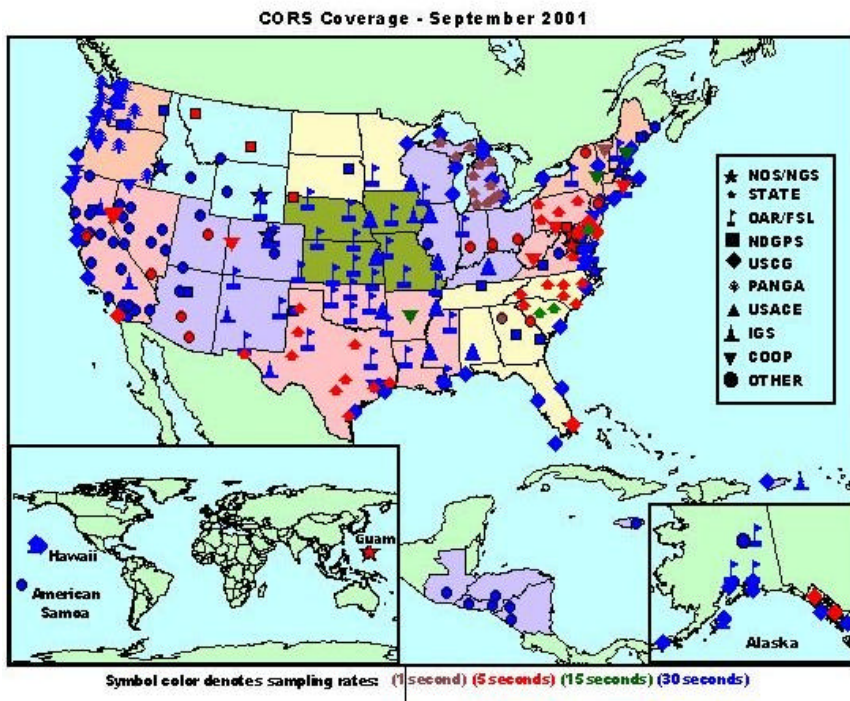 CORS Coverage - September 2001
NOS/NGS
STATE
OAR/FSL
NDGPS
USCG
PANGA
USACE
IGS
COOP
OTHER
Guam
Hawaii
American
Samoa
Alaska
Symbol color denotes sampling rates: (1 second) (5 seconds) (15 seconds) (30 seconds)